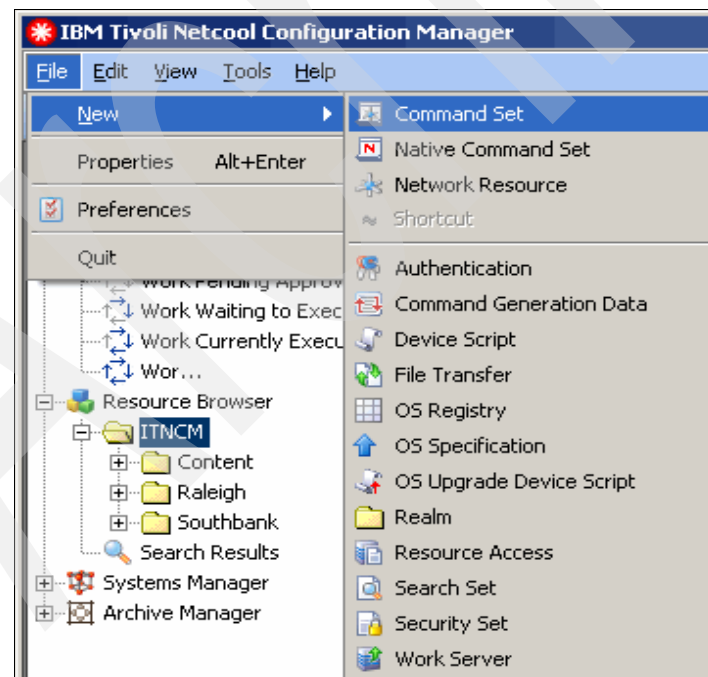 IBM Tivoli Netcool Configuration Manager
File Edit View Tools Help
New
Properties Alt+Enter
Preferences
Quit
Command Set
Native Command Set
Network Resource
Shortcut
Authentication
Command Generation Data
Device Script
File Transfer
OS Registry
OS Specification
OS Upgrade Device Script
Realm
Resource Access
Search Set
Security Set
Work Server
Work Pending Approv
Work Waiting to Exec
Work Currently Execu
Wor...
Resource Browser
ITNCM
Content
Raleigh
Southbank
Search Results
Systems Manager
Archive Manager